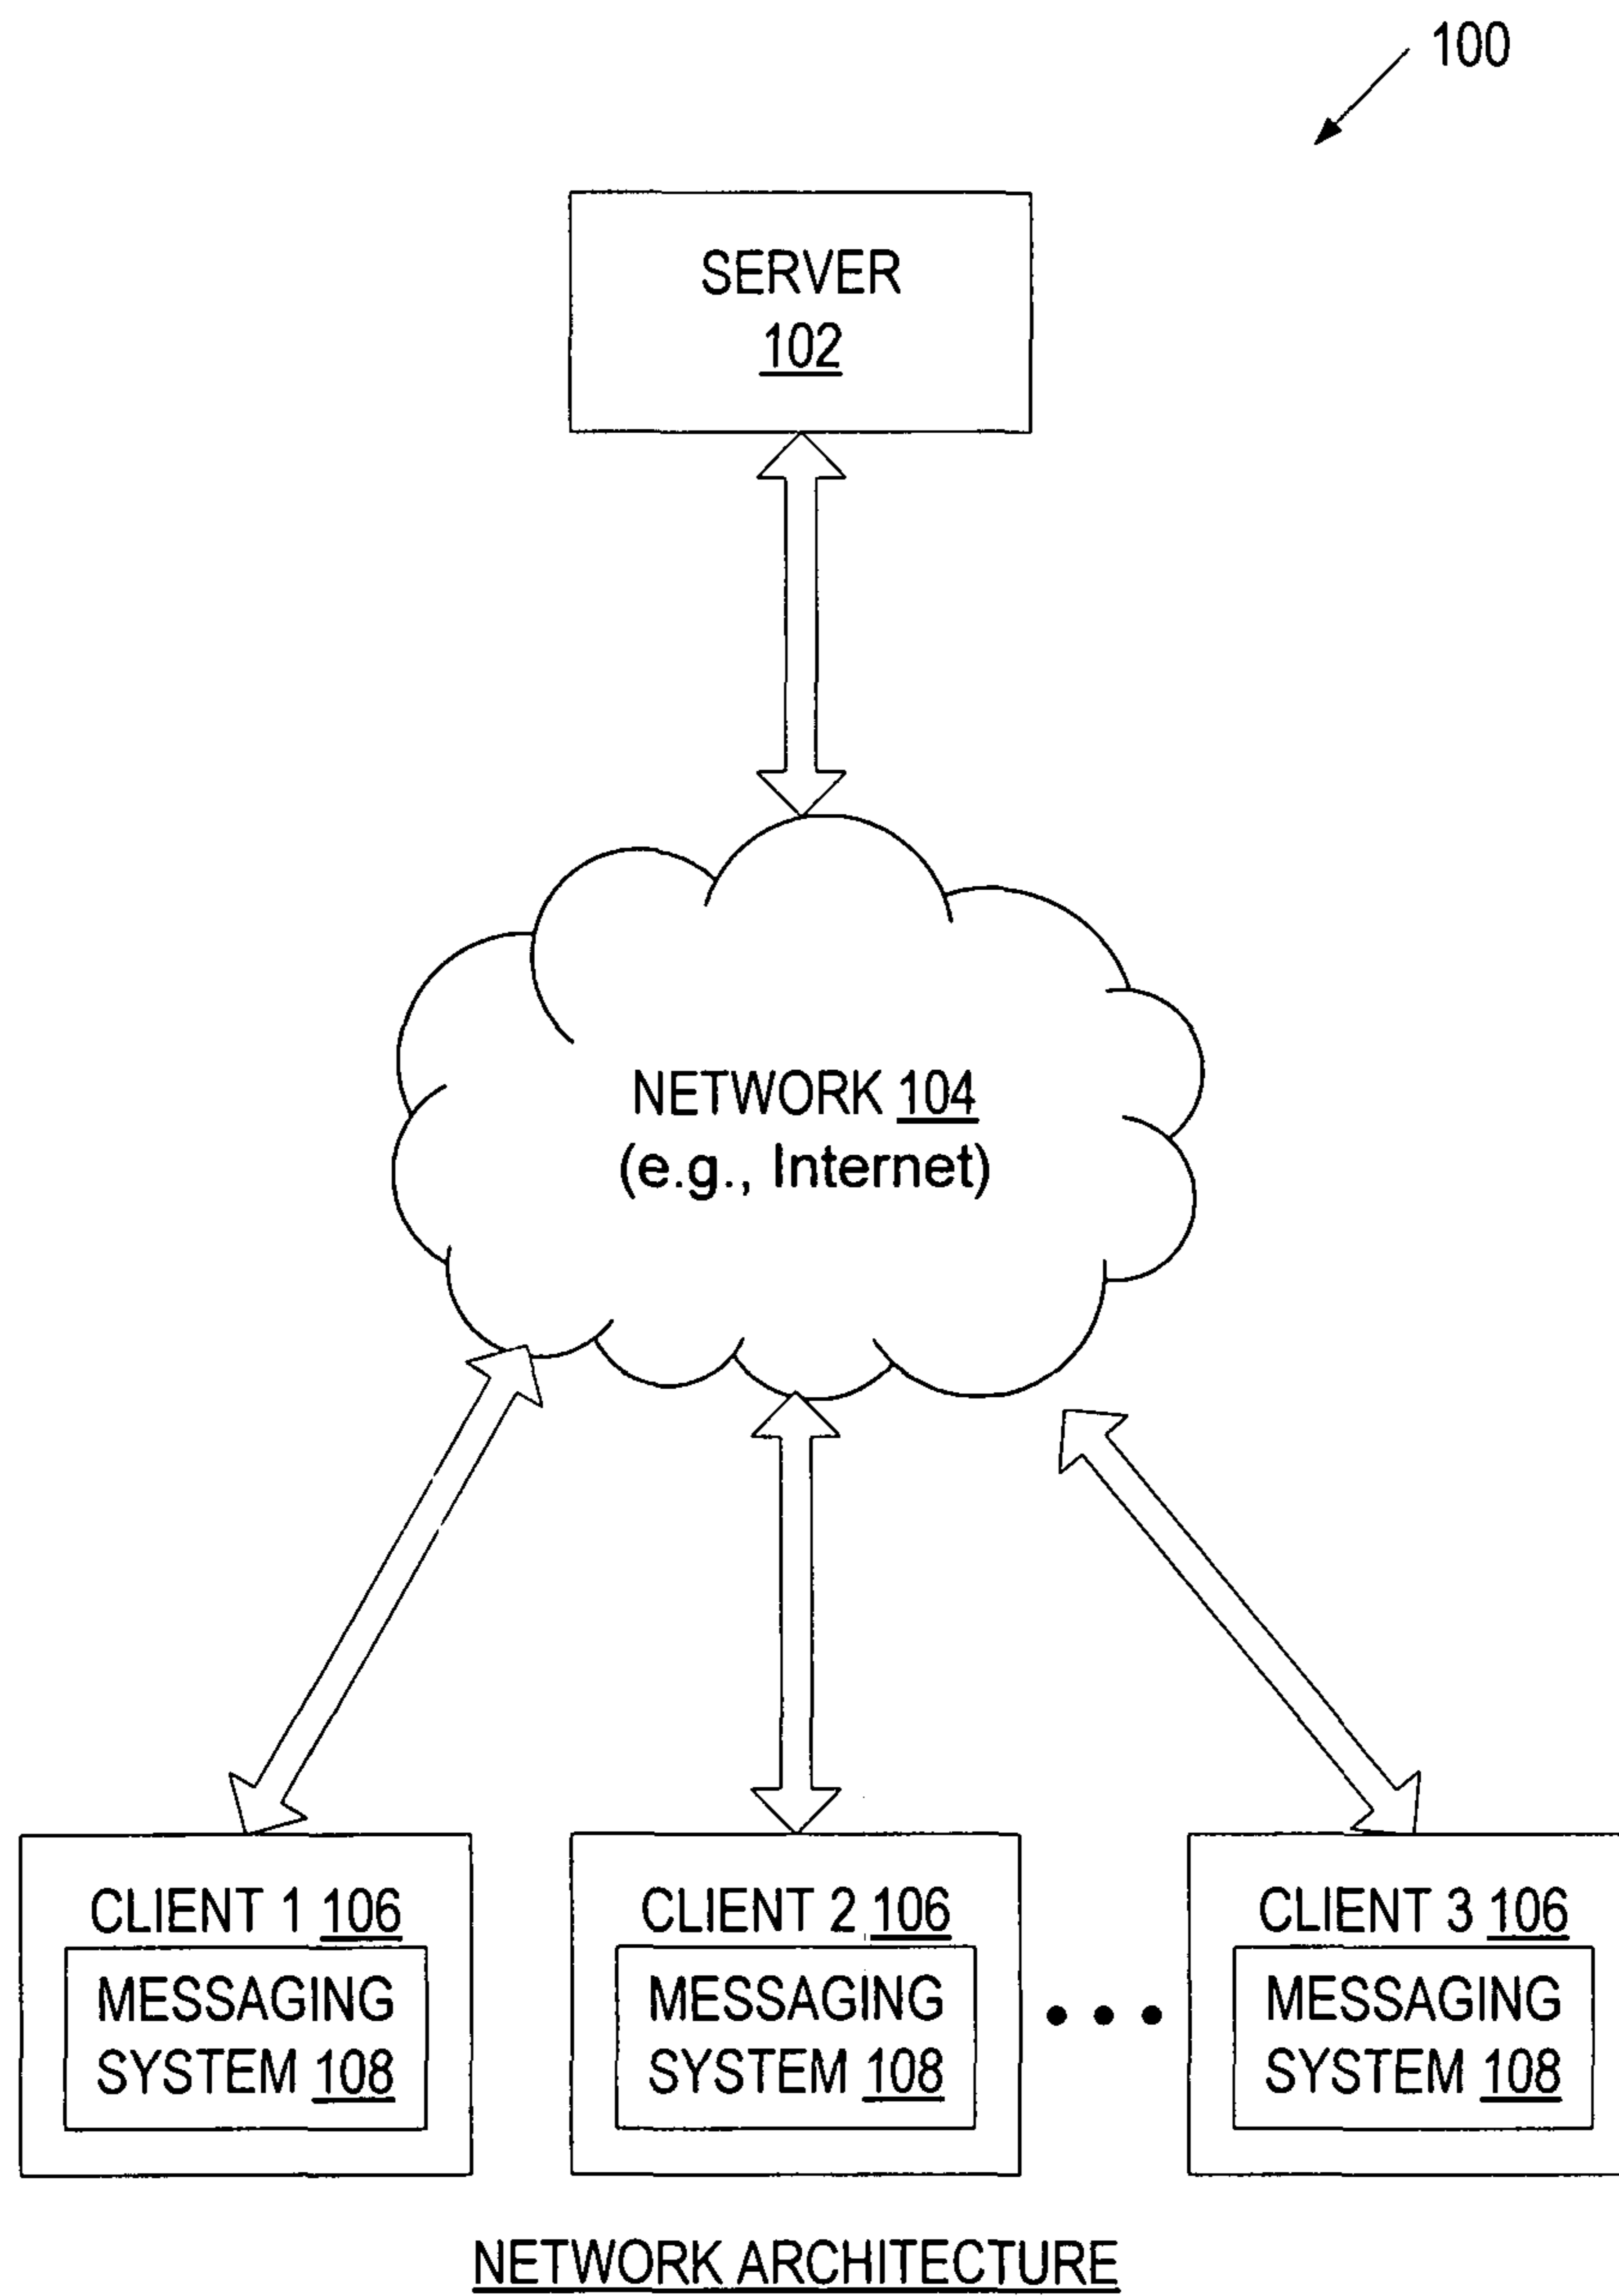 100
SERVER
102
NETWORK 104
(e.g., Internet)
CLIENT 1 106
MESSAGING
SYSTEM 108
CLIENT 2 106
MESSAGING
SYSTEM 108
CLIENT 3 106
MESSAGING
SYSTEM 108
NETWORK ARCHITECTURE